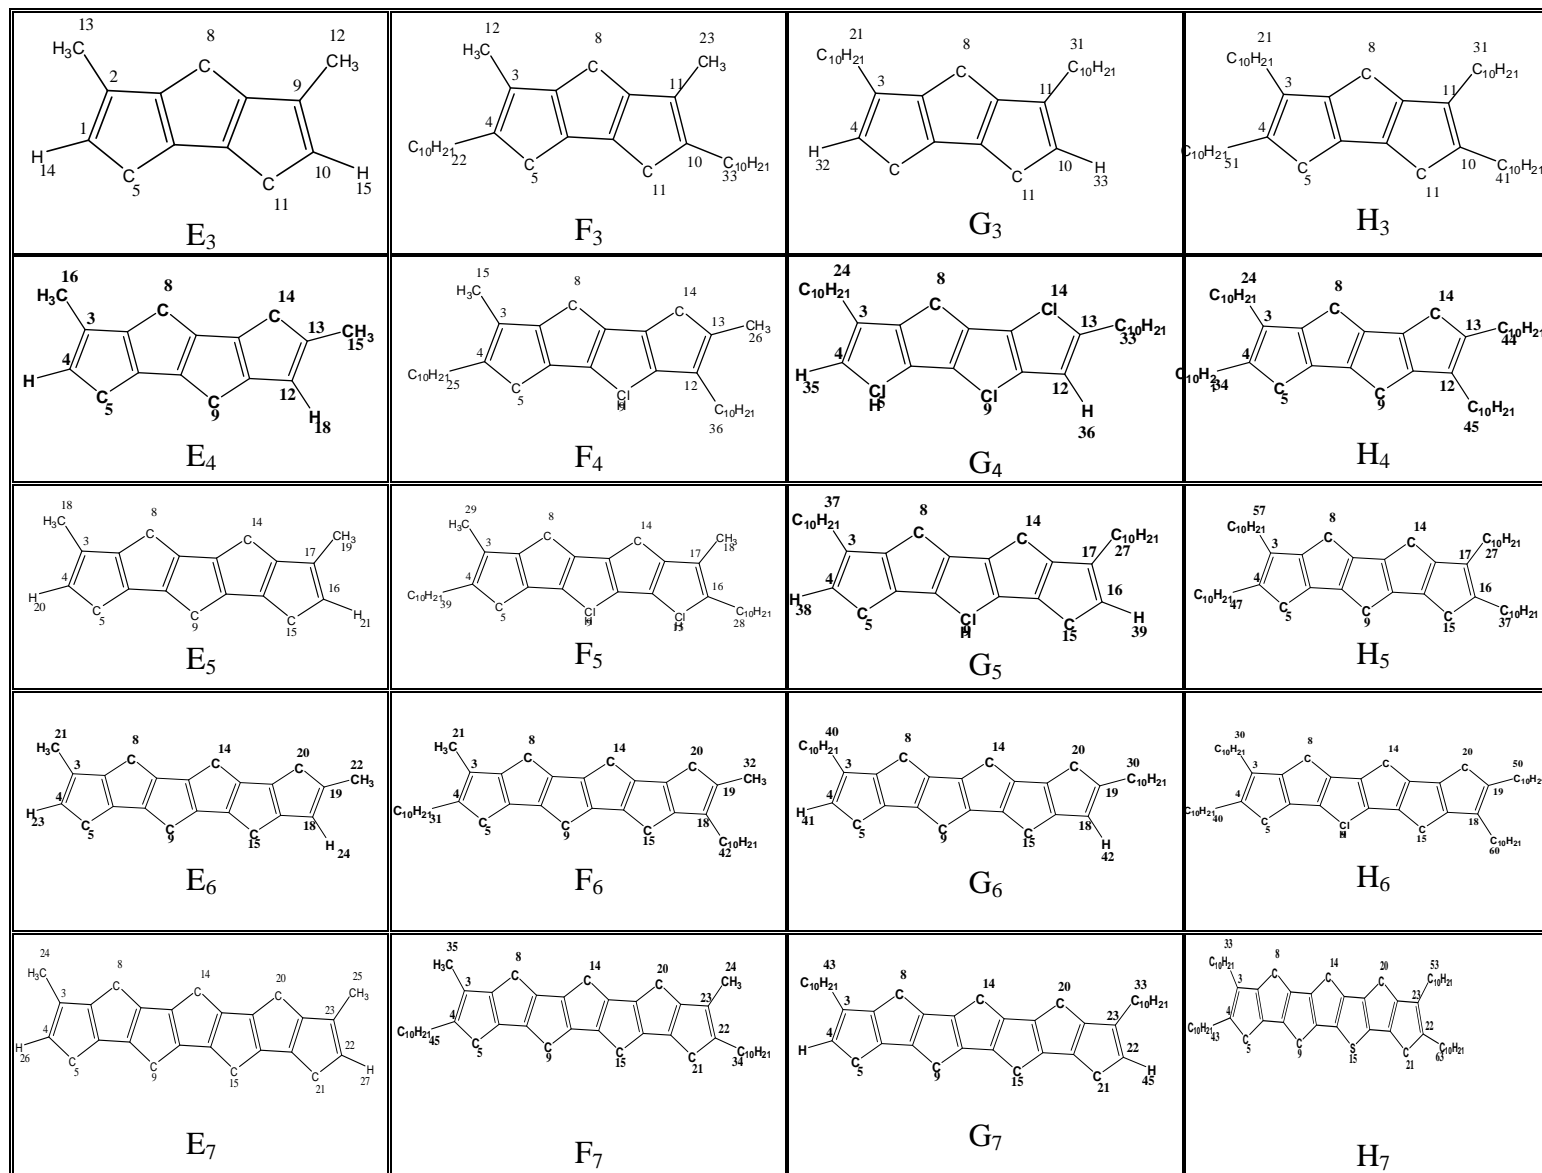 13 8 12
H3C CH3
2 9
1
H C C H
14 5 11 10 15
E3
12 8 23
H3C C CH3
3 11
4
C10H21 C C C10H21
22 5 11 10 33
F3
21 8 31
C10H21 C C10H21
3 11
4
H C C H
32 11 10 33
G3
21 8 31
C10H21 C C10H21
3 11
4
C10H21 C C C10H21
51 5 11 10 41
H3
16 8 14
H3C C C
3 13 CH3
4 15
H C C 12 H
5 9 18
E4
15 8 14
H3C C C
3 13 CH3
4 26
C10H21 C Cl 12 C10H21
25 5 36
F4
24 8 14
C10H21 C Cl
3 13 C10H21
4 33
H Cl Cl 12 H
35 H 5 9 36
G4
24 8 14
C10H21 C C
3 13 C10H21
4 44
C C 12 C10H21
34 5 9 45
H4
18 8 14
H3C C C CH3
3 17 19
4 16
H C C C H
20 5 9 15 21
E5
29 8 14
H3C C C CH3
3 17 18
4 16
C10H21 C Cl Cl C10H21
39 5 28
F5
37 8 14
C10H21 C C C10H21
3 17 27
4 16
H C Cl C H
38 5 15 39
G5
57 8 14
C10H21 C C C10H21
3 17 27
4 16
C10H21 C C C C10H21
47 5 9 15 37
H5
21 8 14 20 22
H3C C C C CH3
3 19
4 18
H C C C H
23 5 9 15 24
E6
21 8 14 20 32
H3C C C C CH3
3 19
4 18
C10H21 C C C C10H21
31 5 9 15 42
F6
40 8 14 20 30
C10H21 C C C C10H21
3 19
4 18
H C C C H
41 5 9 15 42
G6
30 8 14 20 50
C10H21 C C C C10H21
3 19
4 18
C10H21 C Cl C C10H21
40 5 15 60
H6
24 8 14 20 25
H3C C C C CH3
3 23
4 22
H C C C C H
26 5 9 15 21 27
E7
35 8 14 20 24
H3C C C C CH3
3 23
4 22
C10H21 C C C C C10H21
45 5 9 15 21 34
F7
43 8 14 20 33
C10H21 C C C C10H21
3 23
4 22
H C C C C H
5 9 15 21 45
G7
33 8 14 20 53
C10H21 C C C C10H21
3 23
4 22
C10H21 C C S C C10H21
43 5 9 15 21 63
H7